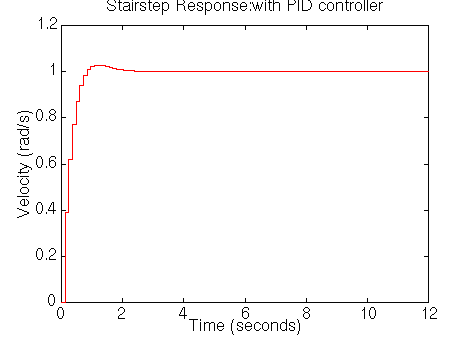 Stairstep Response:with PID controller
1.2
1
0.8
0.6
0.4
0.2
0
Velocity (rad/s)
0 2 4 6 8 10 12
Time (seconds)